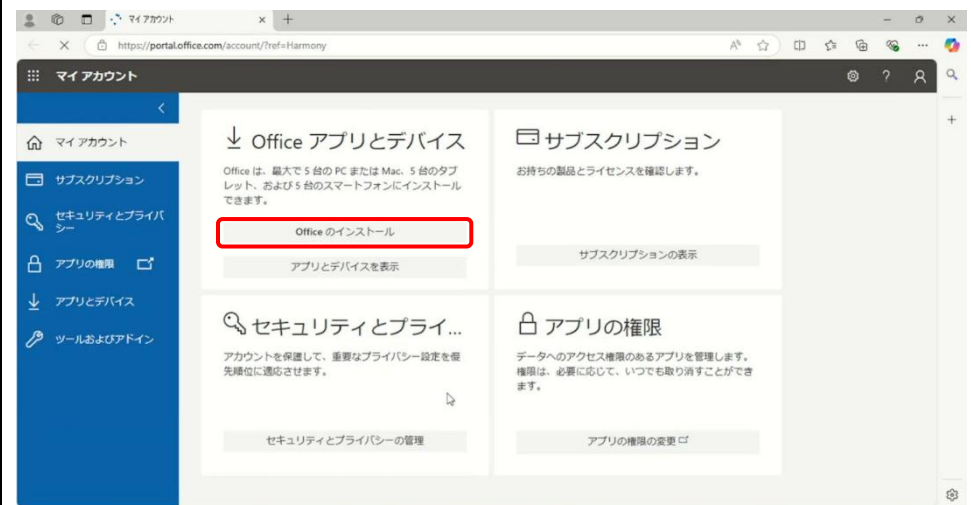 マイ アカウント
https://portal.office.com/account/?ref=Harmony
マイ アカウント
マイ アカウント
サブスクリプション
セキュリティとプライバ
シー
アプリの権限
アプリとデバイス
ツールおよびアドイン
Office アプリとデバイス
Office は、最大で 5 台の PC または Mac、5 台のタブ
レット、および 5 台のスマートフォンにインストール
できます。
Office のインストール
アプリとデバイスを表示
サブスクリプション
お持ちの製品とライセンスを確認します。
サブスクリプションの表示
セキュリティとプライ...
アカウントを保護して、重要なプライバシー設定を優
先順位に適応させます。
セキュリティとプライバシーの管理
アプリの権限
データへのアクセス権限のあるアプリを管理します。
権限は、必要に応じて、いつでも取り消すことができ
ます。
アプリの権限の変更